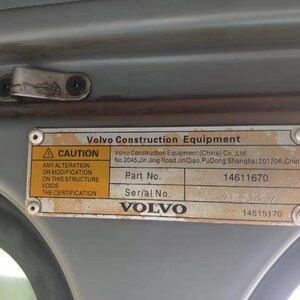 Volvo Construction Equipment
⚠ CAUTION
ANY ALTERATION
OR MODIFICATION
ON THIS STRUCTURE
VOIDS
THE CERTIFICATION
Volvo Construction Equipment (China) Co., Ltd.
No.2045 Jin Jing Road JinQiao, PuDong Shanghai 201206, China
Part No. 14611670
Serial No.
VOLVO
14515170